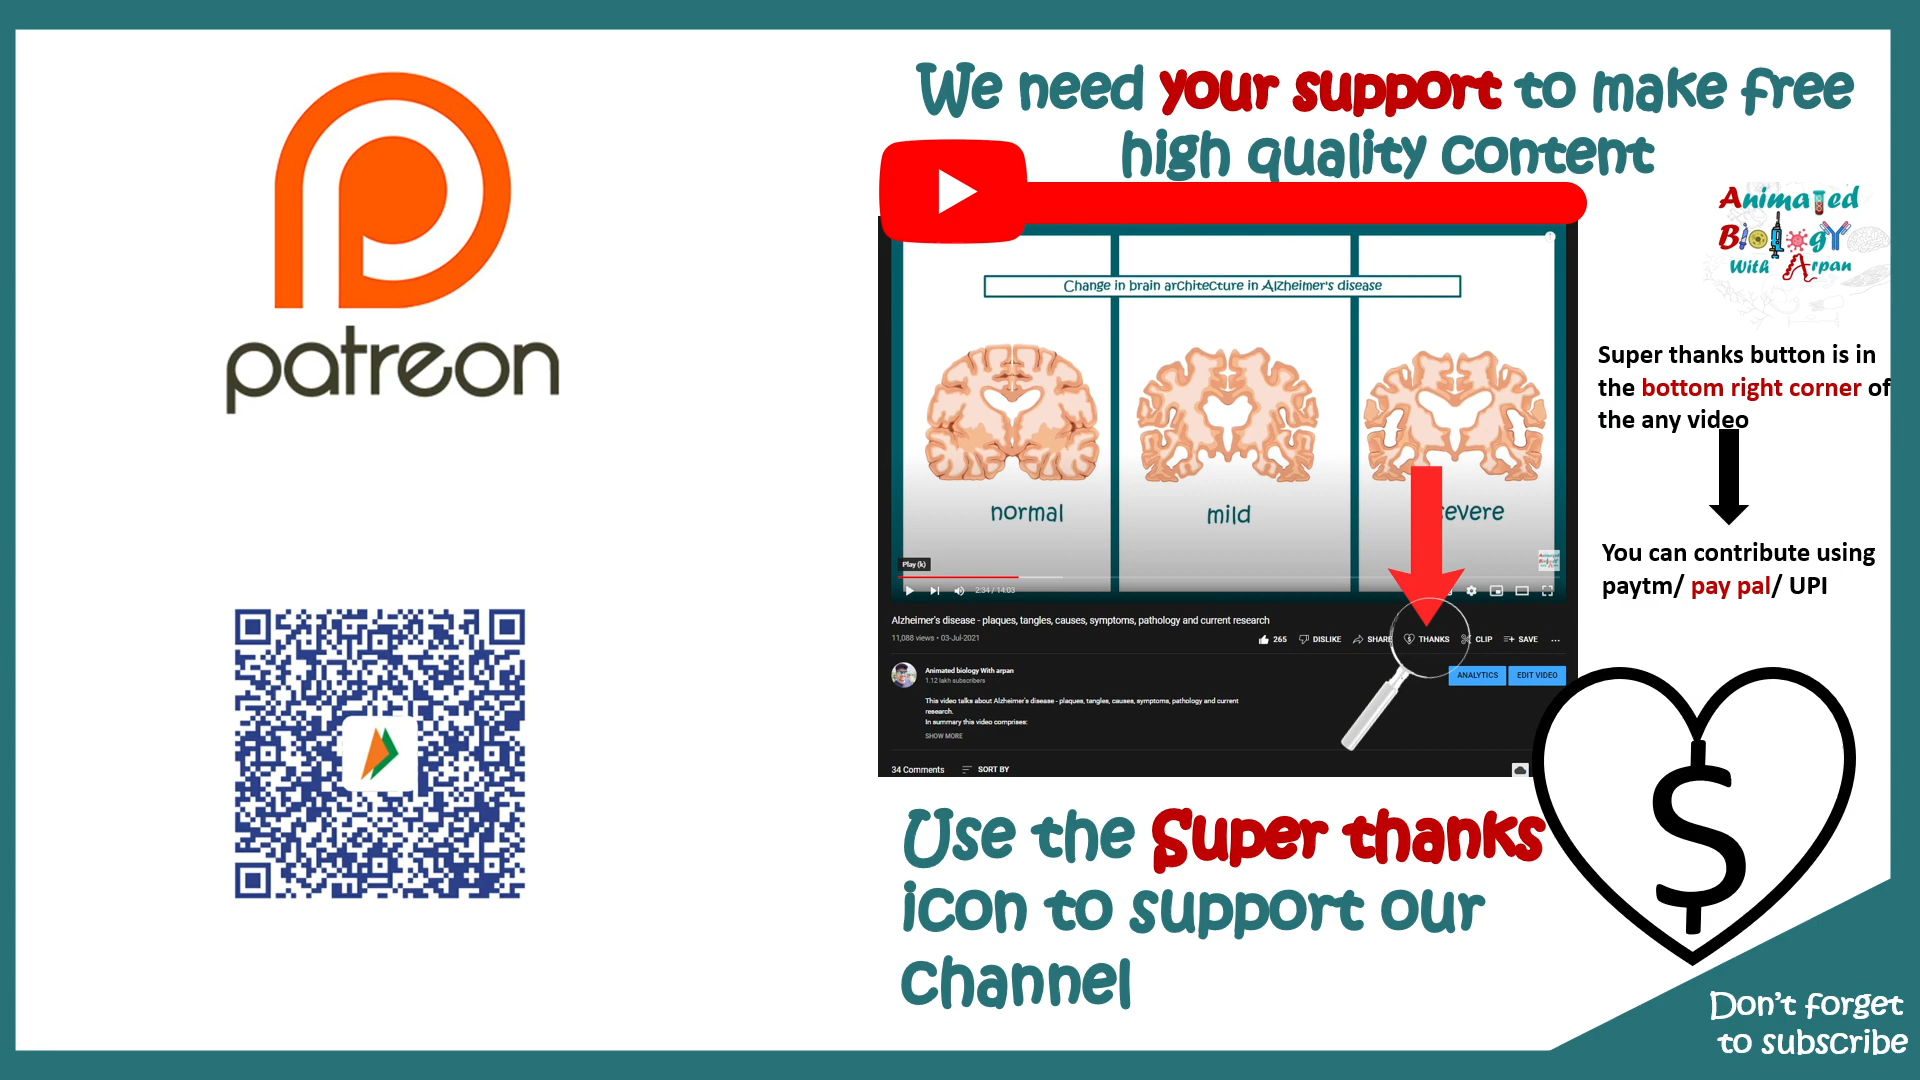 patreon
We need your support to make free
high quality content
Animated
Biology
With Arpan
Change in brain architecture in Alzheimer's disease
normal
mild
severe
Play (k)
2:34 / 14:03
Alzheimer's disease - plaques, tangles, causes, symptoms, pathology and current research
11,088 views • 03-Jul-2021
265 DISLIKE SHARE THANKS CLIP SAVE ...
Animated biology With arpan
1.12 lakh subscribers
ANALYTICS EDIT VIDEO
This video talks about Alzheimer's disease - plaques, tangles, causes, symptoms, pathology and current
research.
In summary this video comprises:
SHOW MORE
34 Comments SORT BY
Super thanks button is in
the bottom right corner of
the any video
You can contribute using
paytm/ pay pal/ UPI
$
Use the Super thanks
icon to support our
channel
Don't forget
to subscribe